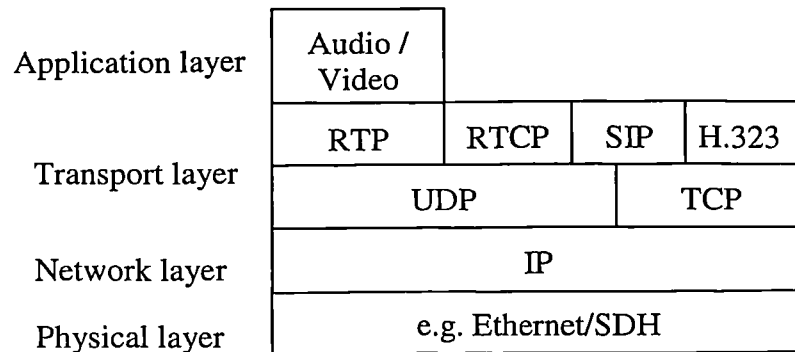 Application layer
Audio /
Video
RTP RTCP SIP H.323
Transport layer
UDP TCP
Network layer
IP
Physical layer
e.g. Ethernet/SDH